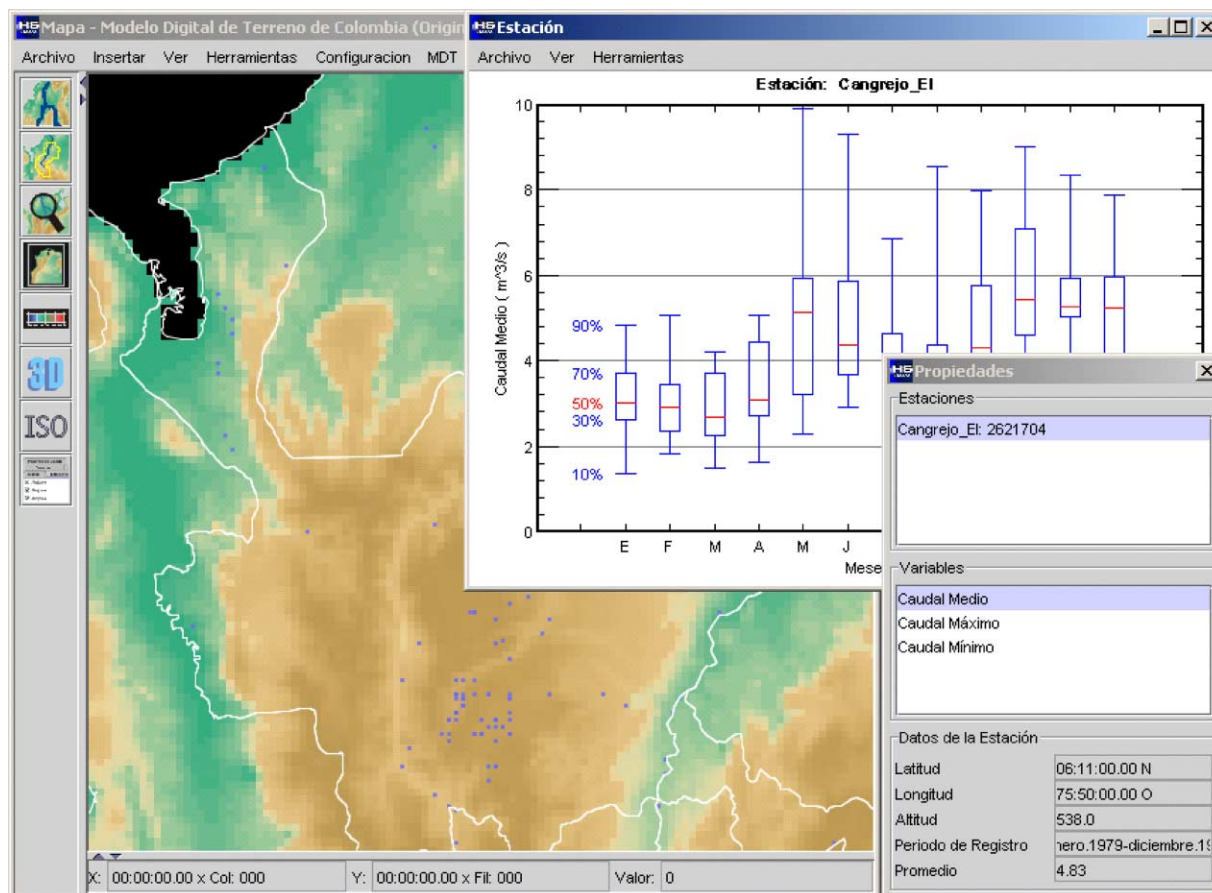 Mapa - Modelo Digital de Terreno de Colombia (Origin
Archivo Insertar Ver Herramientas Configuracion MDT
3D
ISO
X: 00:00:00.00 x Col: 000 Y: 00:00:00.00 x Fil: 000 Valor: 0
HS Estación
Archivo Ver Herramientas
Estación: Cangrejo_El
Caudal Medio ( m^3/s )
10
8
6
4
2
0
90%
70%
50%
30%
10%
E F M A M J
Mese
HS Propiedades
Estaciones
Cangrejo_El: 2621704
Variables
Caudal Medio
Caudal Máximo
Caudal Mínimo
Datos de la Estación
Latitud 06:11:00.00 N
Longitud 75:50:00.00 O
Altitud 538.0
Periodo de Registro nero.1979-diciembre.19
Promedio 4.83